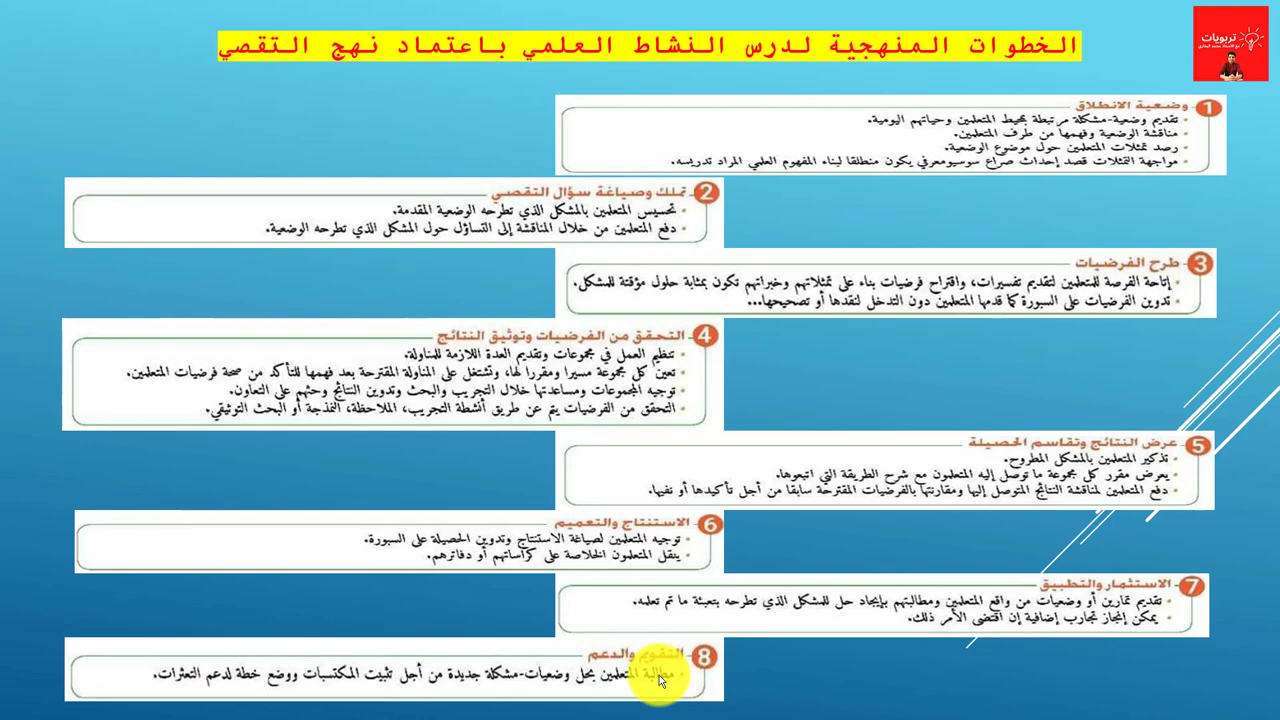 الخطوات المنهجية لدرس النشاط العلمي باعتماد نهج التقصي
تربويات
1 وضعية الانطلاق
تقديم وضعية-مشكلة مرتبطة بمحيط المتعلمين وحياتهم اليومية.
مناقشة الوضعية وفهمها من طرف المتعلمين.
رصد تمثلات المتعلمين حول موضوع الوضعية.
مواجهة التمثلات قصد إحداث صراع سوسيومعرفي يكون منطلقا لبناء المفهوم العلمي المراد تدريسه.
2 تملك وصياغة سؤال التقصي
تحسيس المتعلمين بالمشكل الذي تطرحه الوضعية المقدمة.
دفع المتعلمين من خلال المناقشة إلى التساؤل حول المشكل الذي تطرحه الوضعية.
3 طرح الفرضيات
إتاحة الفرصة للمتعلمين لتقديم تفسيرات، واقتراح فرضيات بناء على تمثلاتهم وخبراتهم تكون بمثابة حلول مؤقتة للمشكل.
تدوين الفرضيات على السبورة كما قدمها المتعلمين دون التدخل لنقدها أو تصحيحها...
4 التحقق من الفرضيات وتوثيق النتائج
تنظيم العمل في مجموعات وتقديم العدة اللازمة للمناولة.
تعين كل مجموعة مسيرا ومقررا لها، وتشتغل على المناولة المقترحة بعد فهمها للتأكد من صحة فرضيات المتعلمين.
توجيه المجموعات ومساعدتها خلال التجريب والبحث وتدوين النتائج وحثهم على التعاون.
التحقق من الفرضيات يتم عن طريق أنشطة التجريب، الملاحظة، النمذجة أو البحث التوثيقي.
5 عرض النتائج وتقاسم الحصيلة
تذكير المتعلمين بالمشكل المطروح.
يعرض مقرر كل مجموعة ما توصل إليه المتعلمون مع شرح الطريقة التي اتبعوها.
دفع المتعلمين لمناقشة النتائج المتوصل إليها ومقارنتها بالفرضيات المقترحة سابقا من أجل تأكيدها أو نفيها.
6 الاستنتاج والتعميم
توجيه المتعلمين لصياغة الاستنتاج وتدوين الحصيلة على السبورة.
ينقل المتعلمون الخلاصة على كراساتهم أو دفاترهم.
7 الاستثمار والتطبيق
تقديم تمارين أو وضعيات من واقع المتعلمين ومطالبتهم بإيجاد حل للمشكل الذي تطرحه بتعبئة ما تم تعلمه.
يمكن إنجاز تجارب إضافية إن اقتضى الأمر ذلك.
8 التقويم والدعم
مطالبة المتعلمين بحل وضعيات-مشكلة جديدة من أجل تثبيت المكتسبات ووضع خطة لدعم التعثرات.